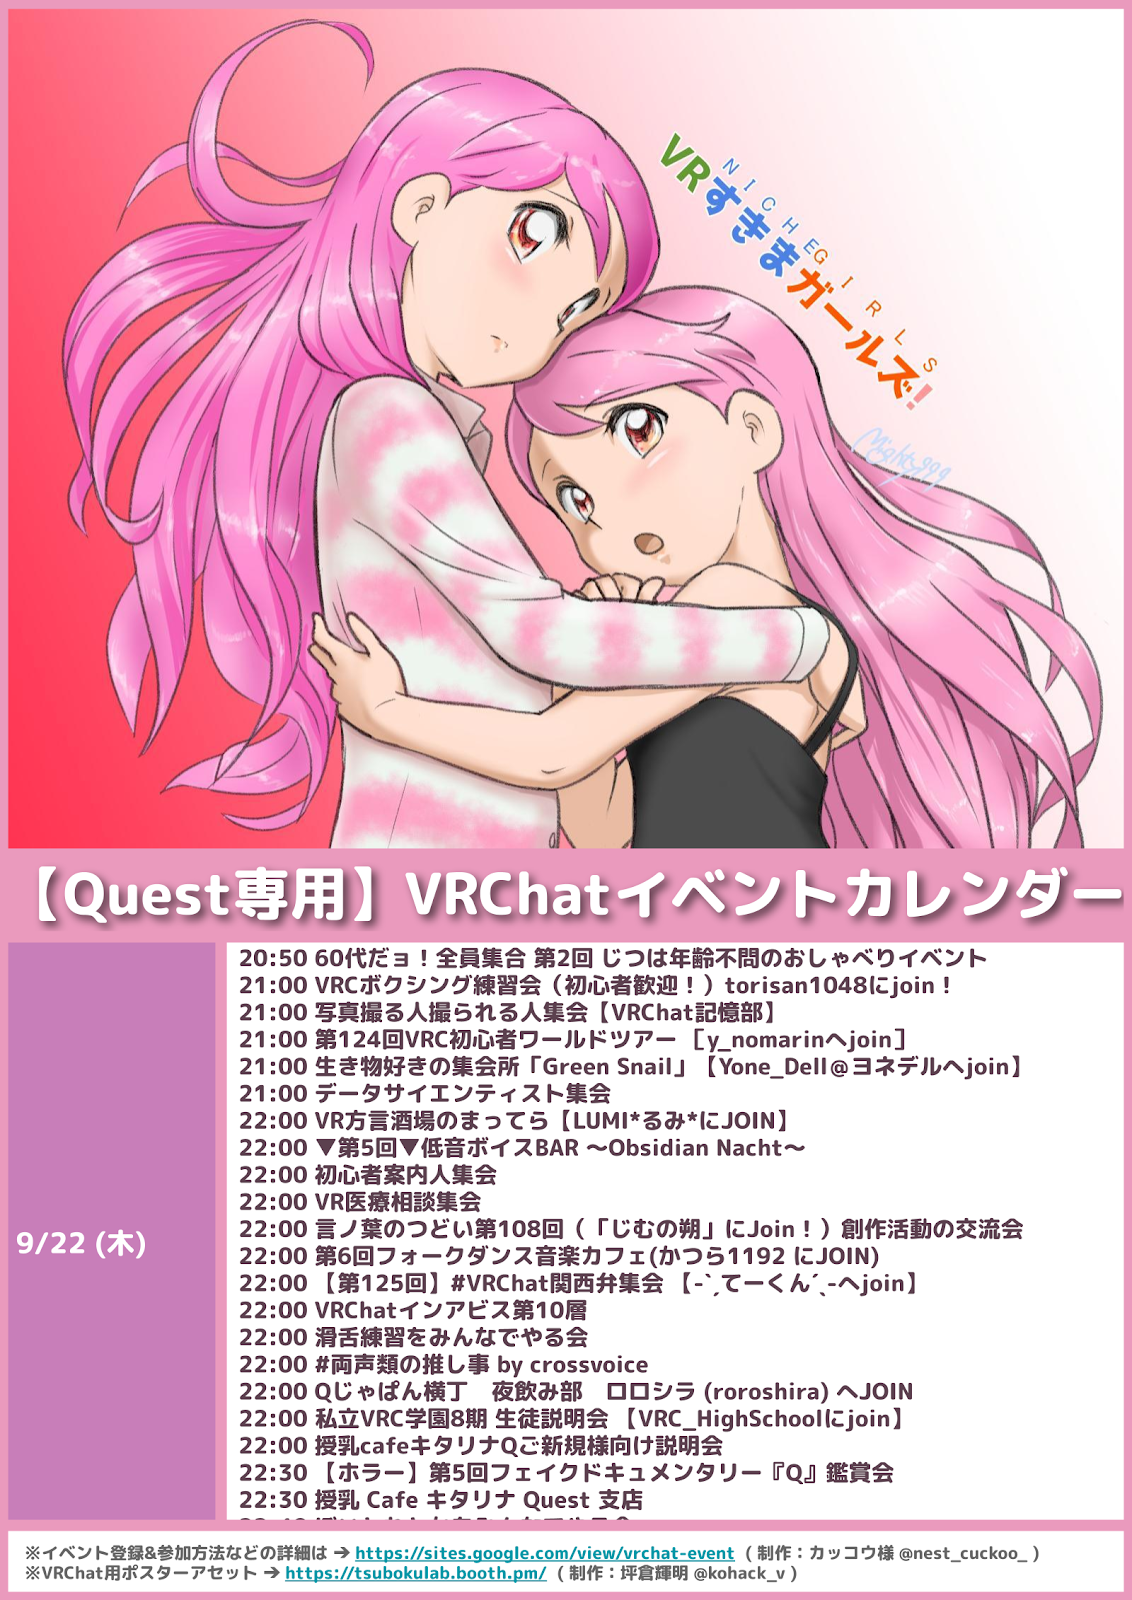 NICHE GIRLS
VRすきまガールズ!
Mighty999
【Quest専用】VRChatイベントカレンダー
9/22 (木)
20:50 60代だョ！全員集合 第2回 じつは年齢不問のおしゃべりイベント
21:00 VRCボクシング練習会（初心者歓迎！）torisan1048にjoin！
21:00 写真撮る人撮られる人集会【VRChat記憶部】
21:00 第124回VRC初心者ワールドツアー ［y_nomarinへjoin］
21:00 生き物好きの集会所「Green Snail」【Yone_Dell＠ヨネデルへjoin】
21:00 データサイエンティスト集会
22:00 VR方言酒場のまってら【LUMI*るみ*にJOIN】
22:00 ▼第5回▼低音ボイスBAR ～Obsidian Nacht～
22:00 初心者案内人集会
22:00 VR医療相談集会
22:00 言ノ葉のつどい第108回（「じむの朔」にJoin！）創作活動の交流会
22:00 第6回フォークダンス音楽カフェ(かつら1192 にJOIN)
22:00 【第125回】#VRChat関西弁集会 【-ˋˏてーくんˊˎ-へjoin】
22:00 VRChatインアビス第10層
22:00 滑舌練習をみんなでやる会
22:00 #両声類の推し事 by crossvoice
22:00 Qじゃぱん横丁　夜飲み部　ロロシラ (roroshira) へJOIN
22:00 私立VRC学園8期 生徒説明会 【VRC_HighSchoolにjoin】
22:00 授乳cafeキタリナQご新規様向け説明会
22:30 【ホラー】第5回フェイクドキュメンタリー『Q』鑑賞会
22:30 授乳 Cafe キタリナ Quest 支店
※イベント登録&参加方法などの詳細は → https://sites.google.com/view/vrchat-event ( 制作：カッコウ様 @nest_cuckoo_ )
※VRChat用ポスターアセット → https://tsubokulab.booth.pm/ ( 制作：坪倉輝明 @kohack_v )